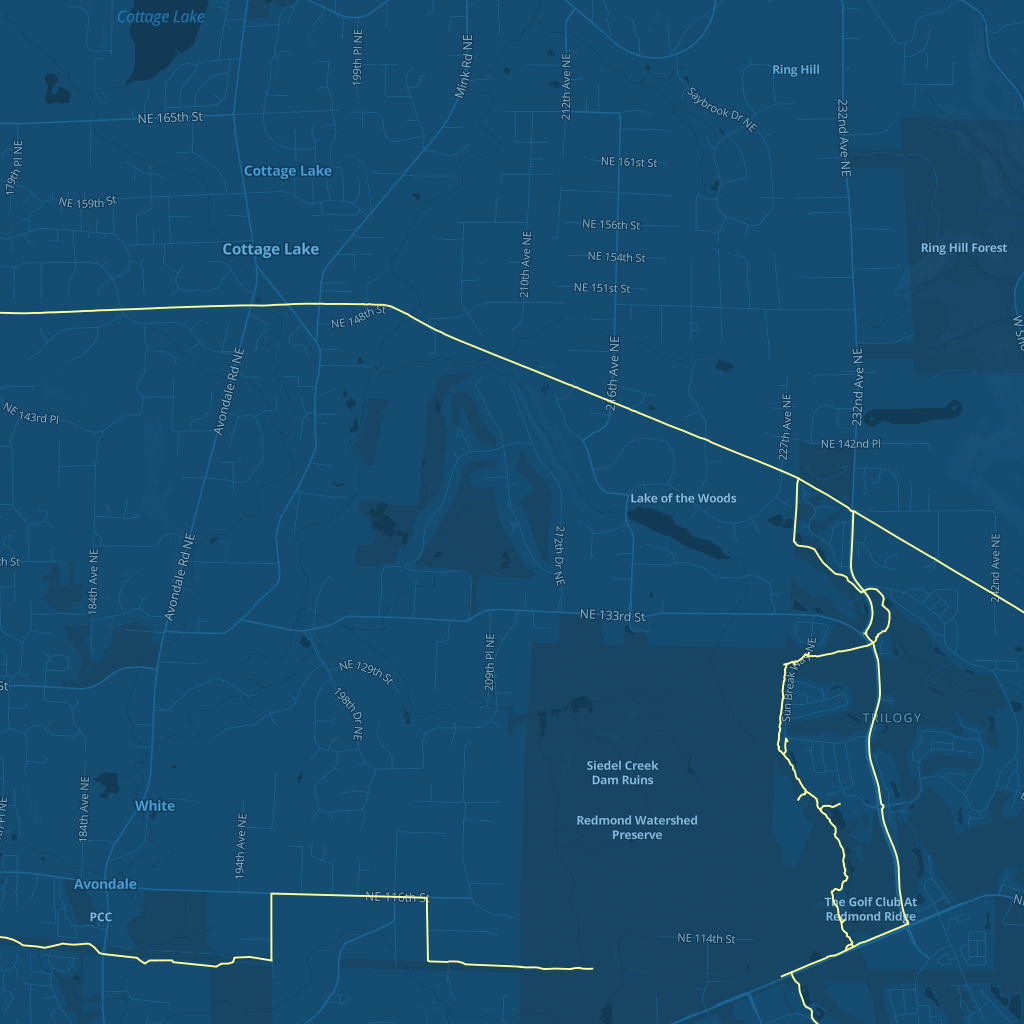 Cottage Lake
199th Pl NE
Mink Rd NE
212th Ave NE
Ring Hill
Saybrook Dr NE
232nd Ave NE
NE 165th St
179th Pl NE
Cottage Lake
NE 161st St
NE 159th St
NE 156th St
Cottage Lake
210th Ave NE
Ring Hill Forest
NE 154th St
NE 151st St
NE 148th St
216th Ave NE
232nd Ave NE
Avondale Rd NE
NE 143rd Pl
227th Ave NE
NE 142nd Pl
Lake of the Woods
212th Dr NE
Avondale Rd NE
184th Ave NE
242nd Ave NE
NE 133rd St
209th Pl NE
NE 129th St
198th Dr NE
Sun Break Way NE
TRILOGY
Siedel Creek
Dam Ruins
184th Ave NE
White
Redmond Watershed
Preserve
194th Ave NE
Avondale
NE 116th St
PCC
The Golf Club At
Redmond Ridge
NE 114th St